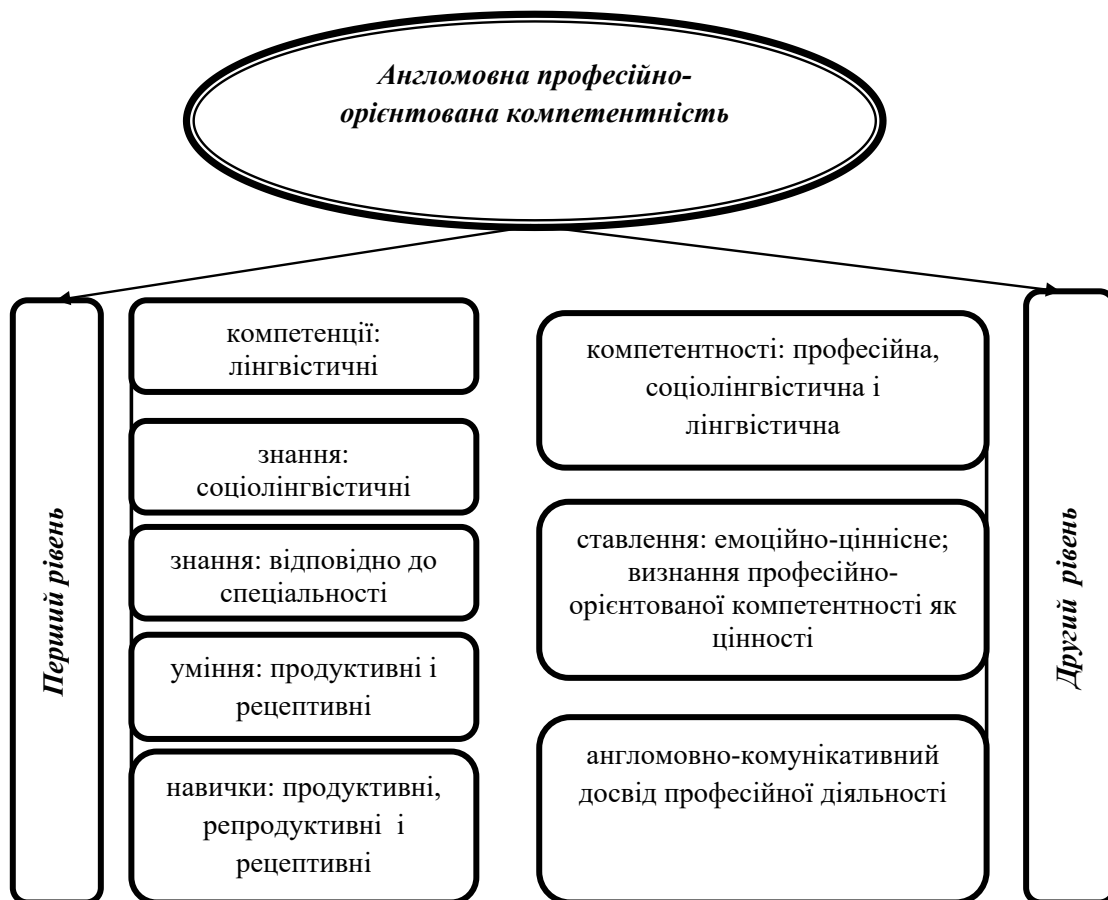 Англомовна професійно-
орієнтована компетентність
Перший рівень
компетенції:
лінгвістичні
знання:
соціолінгвістичні
знання: відповідно до
спеціальності
уміння: продуктивні і
рецептивні
навички: продуктивні,
репродуктивні і
рецептивні
компетентності: професійна,
соціолінгвістична і
лінгвістична
ставлення: емоційно-ціннісне;
визнання професійно-
орієнтованої компетентності як
цінності
англомовно-комунікативний
досвід професійної діяльності
Другий рівень